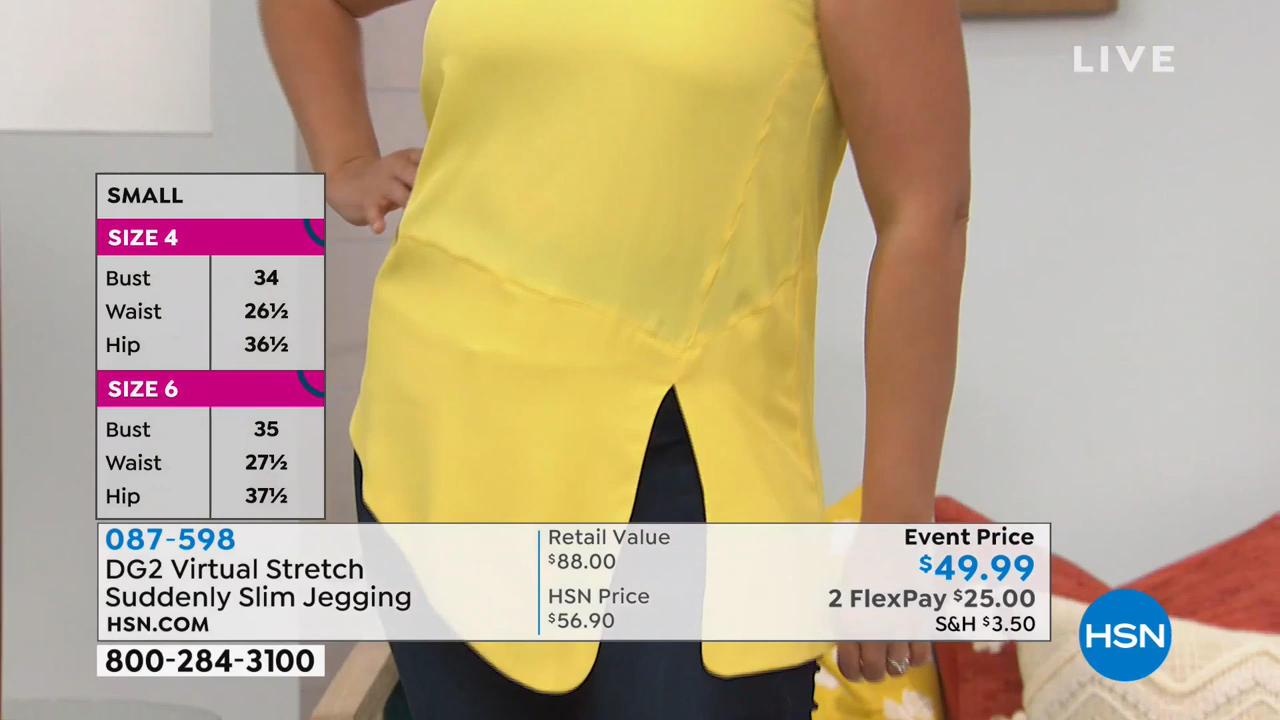 LIVE
SMALL
SIZE 4
Bust 34
Waist 26½
Hip 36½
SIZE 6
Bust 35
Waist 27½
Hip 37½
087-598
DG2 Virtual Stretch
Suddenly Slim Jegging
HSN.COM
Retail Value
$88.00
HSN Price
$56.90
Event Price
$49.99
2 FlexPay $25.00
S&H $3.50
HSN
800-284-3100